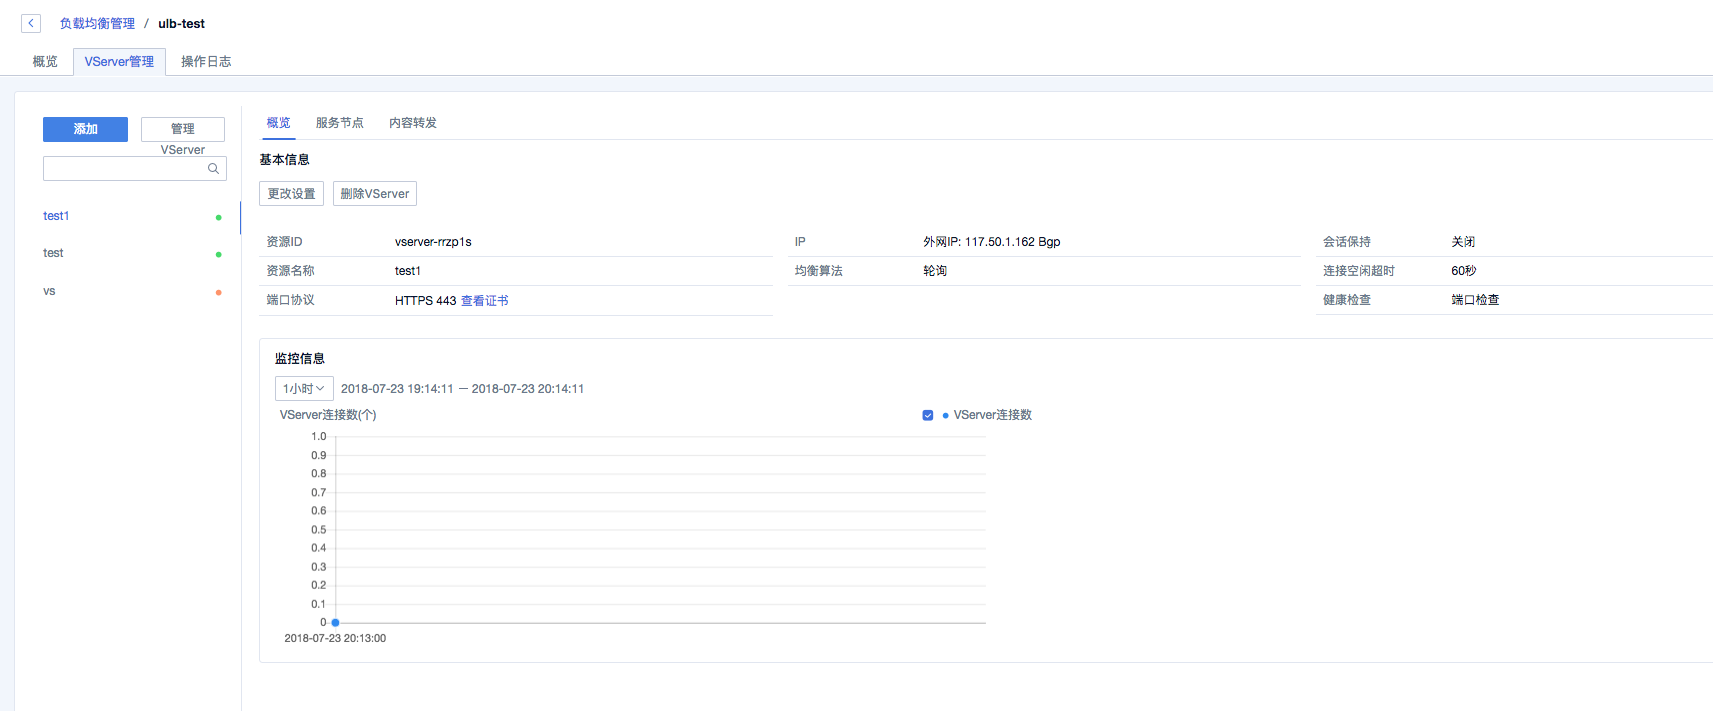 负载均衡管理 / ulb-test
概览 VServer管理 操作日志
添加 管理VServer
test1
test
vs
概览 服务节点 内容转发
基本信息
更改设置 删除VServer
资源ID vserver-rrzp1s IP 外网IP: 117.50.1.162 Bgp 会话保持 关闭
资源名称 test1 均衡算法 轮询 连接空闲超时 60秒
端口协议 HTTPS 443 查看证书 健康检查 端口检查
监控信息
1小时 2018-07-23 19:14:11 — 2018-07-23 20:14:11
VServer连接数(个) VServer连接数
1.0
0.9
0.8
0.7
0.6
0.5
0.4
0.3
0.2
0.1
0
2018-07-23 20:13:00